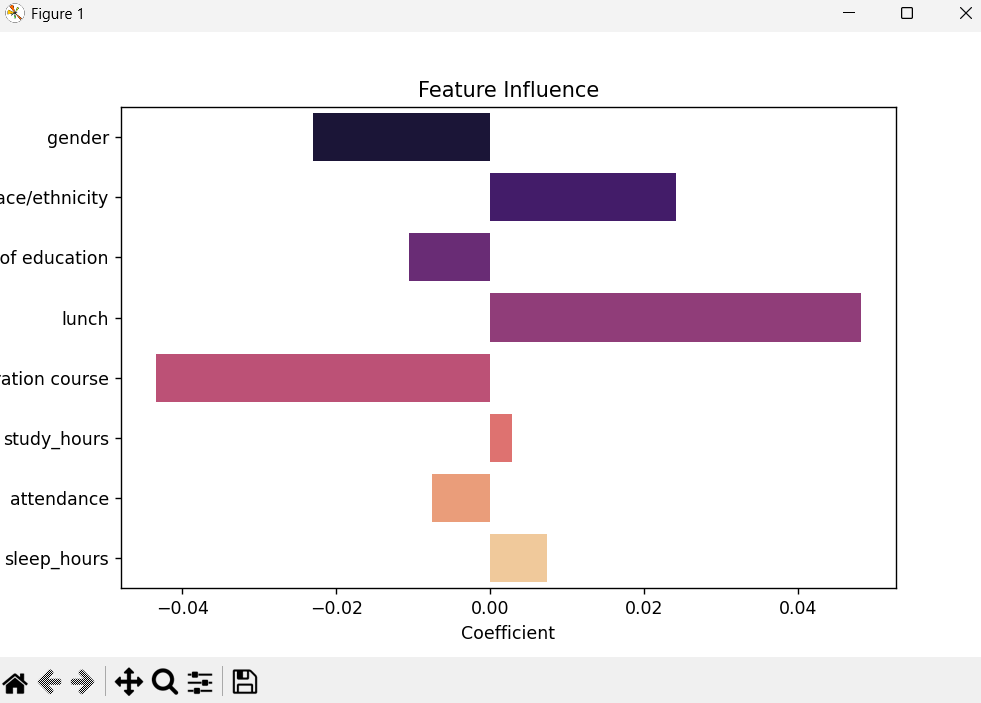 Figure 1
Feature Influence
gender
ace/ethnicity
of education
lunch
ration course
study_hours
attendance
sleep_hours
−0.04 −0.02 0.00 0.02 0.04
Coefficient